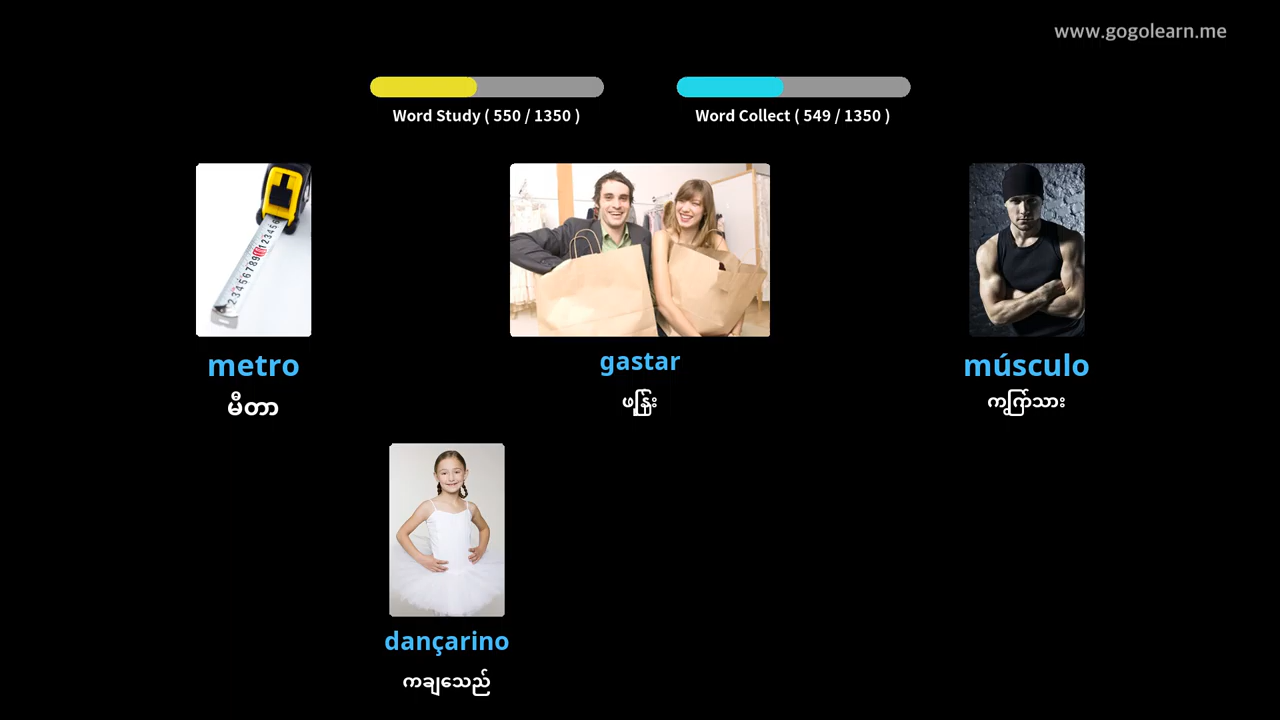 www.gogolearn.me
Word Study ( 550 / 1350 )
Word Collect ( 549 / 1350 )
metro
gastar
músculo
မီတာ
ဖြုန်း
ကြွက်သား
dançarino
ကချေသည်